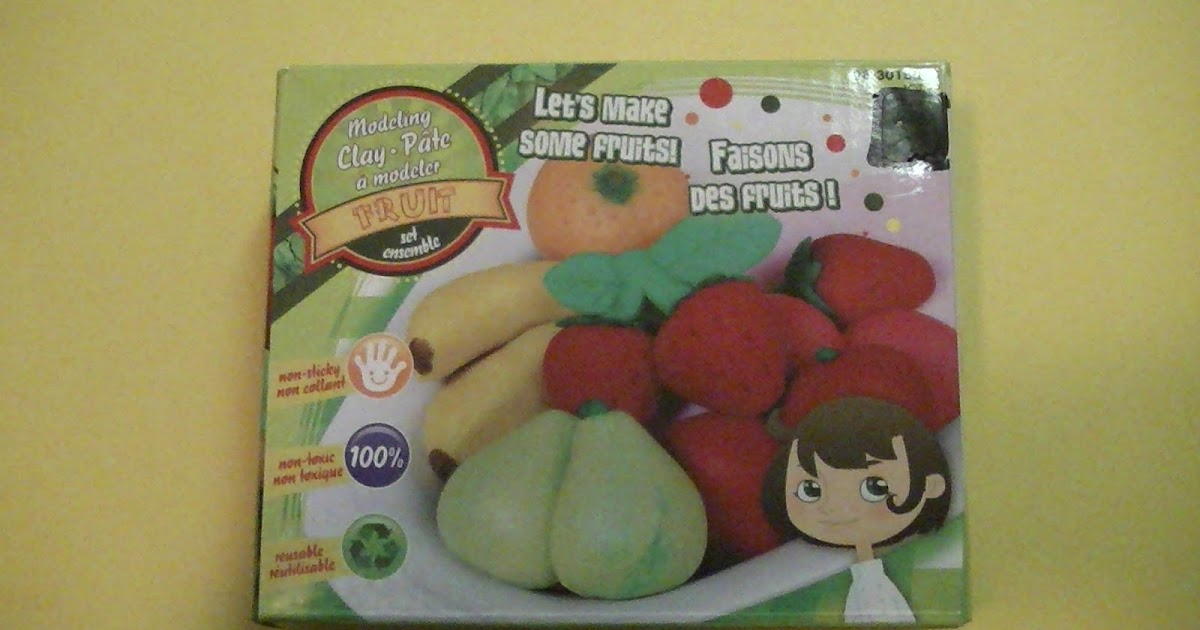 Modeling
Clay · Pâte
à modeler
FRUIT
set
ensemble
Let's Make
some fruits!
Faisons
des fruits !
non-sticky
non collant
non-toxic
non toxique
100%
reusable
réutilisable